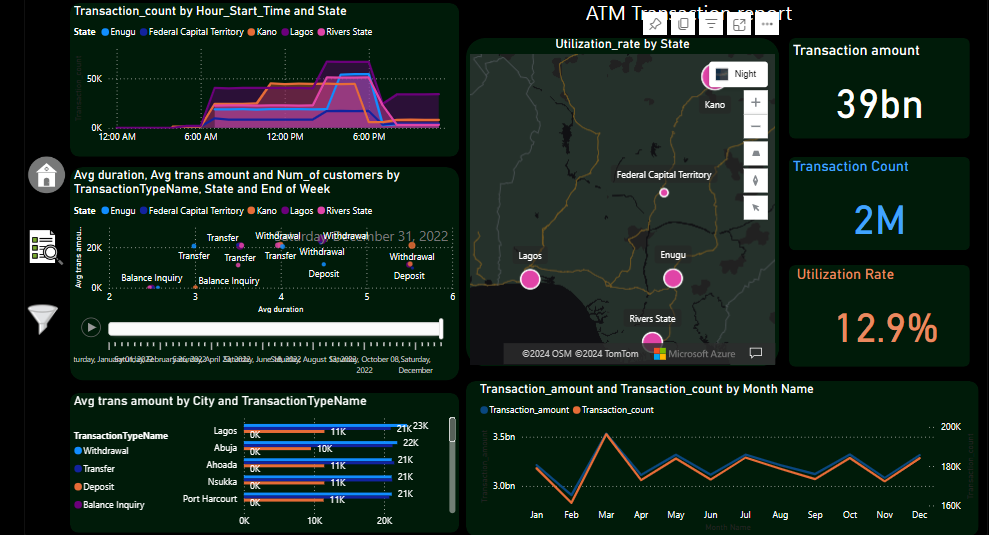 ATM Transaction report
Transaction_count by Hour_Start_Time and State
State Enugu Federal Capital Territory Kano Lagos Rivers State
50K
0K
12:00 AM 6:00 AM 12:00 PM 6:00 PM
Avg duration, Avg trans amount and Num_of_customers by
TransactionTypeName, State and End of Week
State Enugu Federal Capital Territory Kano Lagos Rivers State
Saturday, December 31, 2022
Avg trans amou...
20K
0K
Transfer Withdrawal Withdrawal
Transfer Transfer Transfer Withdrawal Withdrawal
Balance Inquiry Balance Inquiry Deposit Deposit
2 3 4 5 6
Avg duration
2022
December
Avg trans amount by City and TransactionTypeName
TransactionTypeName
Withdrawal
Transfer
Deposit
Balance Inquiry
Lagos 23K 21K 11K 0K
Abuja 22K 10K 0K
Ahoada 21K 11K 0K
Nsukka 21K 11K 0K
Port Harcourt 21K 11K 0K
0K 10K 20K
Utilization_rate by State
Night
Kano
Federal Capital Territory
Lagos
Enugu
Rivers State
©2024 OSM ©2024 TomTom Microsoft Azure
Transaction amount
39bn
Transaction Count
2M
Utilization Rate
12.9%
Transaction_amount and Transaction_count by Month Name
Transaction_amount Transaction_count
3.5bn
3.0bn
200K
180K
160K
Jan Feb Mar Apr May Jun Jul Aug Sep Oct Nov Dec
Month Name